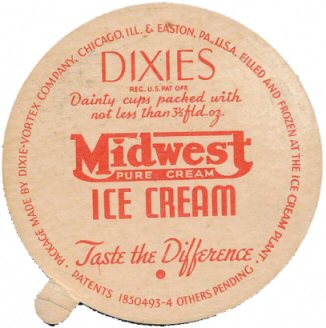 PACKAGE MADE BY DIXIE-VORTEX COMPANY, CHICAGO, ILL. & EASTON, PA., U.S.A. FILLED AND FROZEN AT THE ICE CREAM PLANT ·
DIXIES
REG. U.S. PAT OFF.
Dainty cups packed with
not less than 3½ fld. oz.
Midwest
PURE CREAM
ICE CREAM
Taste the Difference
· PATENTS 1850493-4 OTHERS PENDING ·